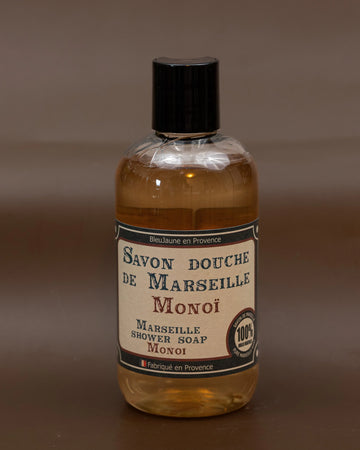 BleuJaune en Provence
SAVON DOUCHE
DE MARSEILLE
MONOÏ
MARSEILLE
SHOWER SOAP
MONOI
100%
Fabriqué en Provence